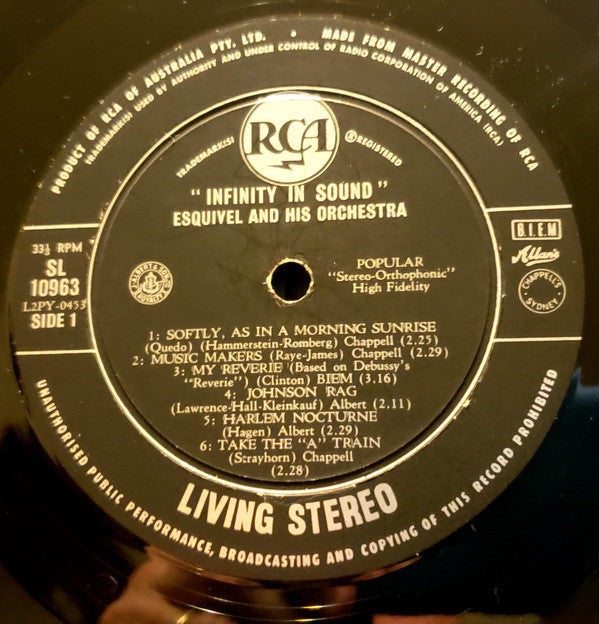 PRODUCT OF RCA OF AUSTRALIA PTY. LTD. • MADE FROM MASTER RECORDING OF RCA
TRADEMARK(S) USED BY AUTHORITY AND UNDER CONTROL OF RADIO CORPORATION OF AMERICA (RCA)
RCA
TRADEMARK(S) ® REGISTERED
"INFINITY IN SOUND"
ESQUIVEL AND HIS ORCHESTRA
33⅓ RPM
SL
10963
L2PY-0453
SIDE 1
B.I.E.M
Allan's
CHAPPELL'S
SYDNEY
POPULAR
"Stereo-Orthophonic"
High Fidelity
1: SOFTLY, AS IN A MORNING SUNRISE
(Quedo) (Hammerstein-Romberg) Chappell (2.25)
2: MUSIC MAKERS (Raye-James) Chappell (2.29)
3: MY REVERIE (Based on Debussy's
"Reverie") (Clinton) BIEM (3.16)
4: JOHNSON RAG
(Lawrence-Hall-Kleinkauf) Albert (2.11)
5: HARLEM NOCTURNE
(Hagen) Albert (2.29)
6: TAKE THE "A" TRAIN
(Strayhorn) Chappell
(2.28)
LIVING STEREO
UNAUTHORISED PUBLIC PERFORMANCE, BROADCASTING AND COPYING OF THIS RECORD PROHIBITED